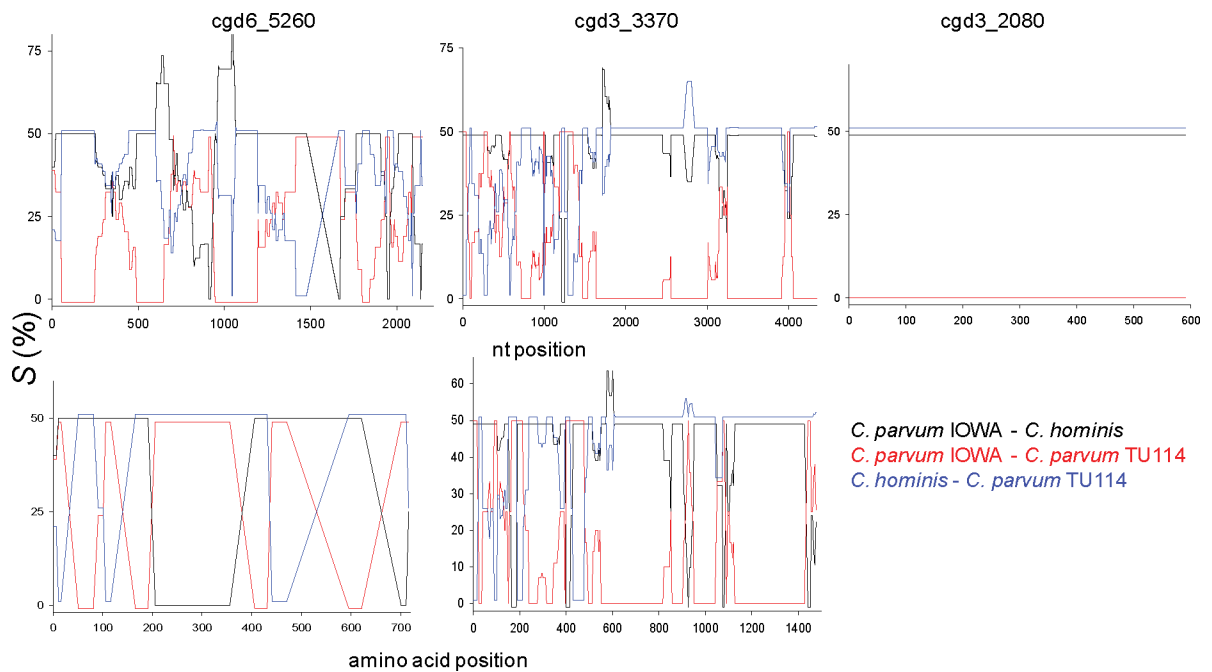 cgd6_5260 cgd3_3370 cgd3_2080
75
50
25
0
0 500 1000 1500 2000
75
50
25
0
0 1000 2000 3000 4000
50
25
0
0 100 200 300 400 500 600
nt position
S (%)
50
25
0
0 100 200 300 400 500 600 700
60
50
40
30
20
10
0
0 200 400 600 800 1000 1200 1400
amino acid position
C. parvum IOWA - C. hominis
C. parvum IOWA - C. parvum TU114
C. hominis - C. parvum TU114